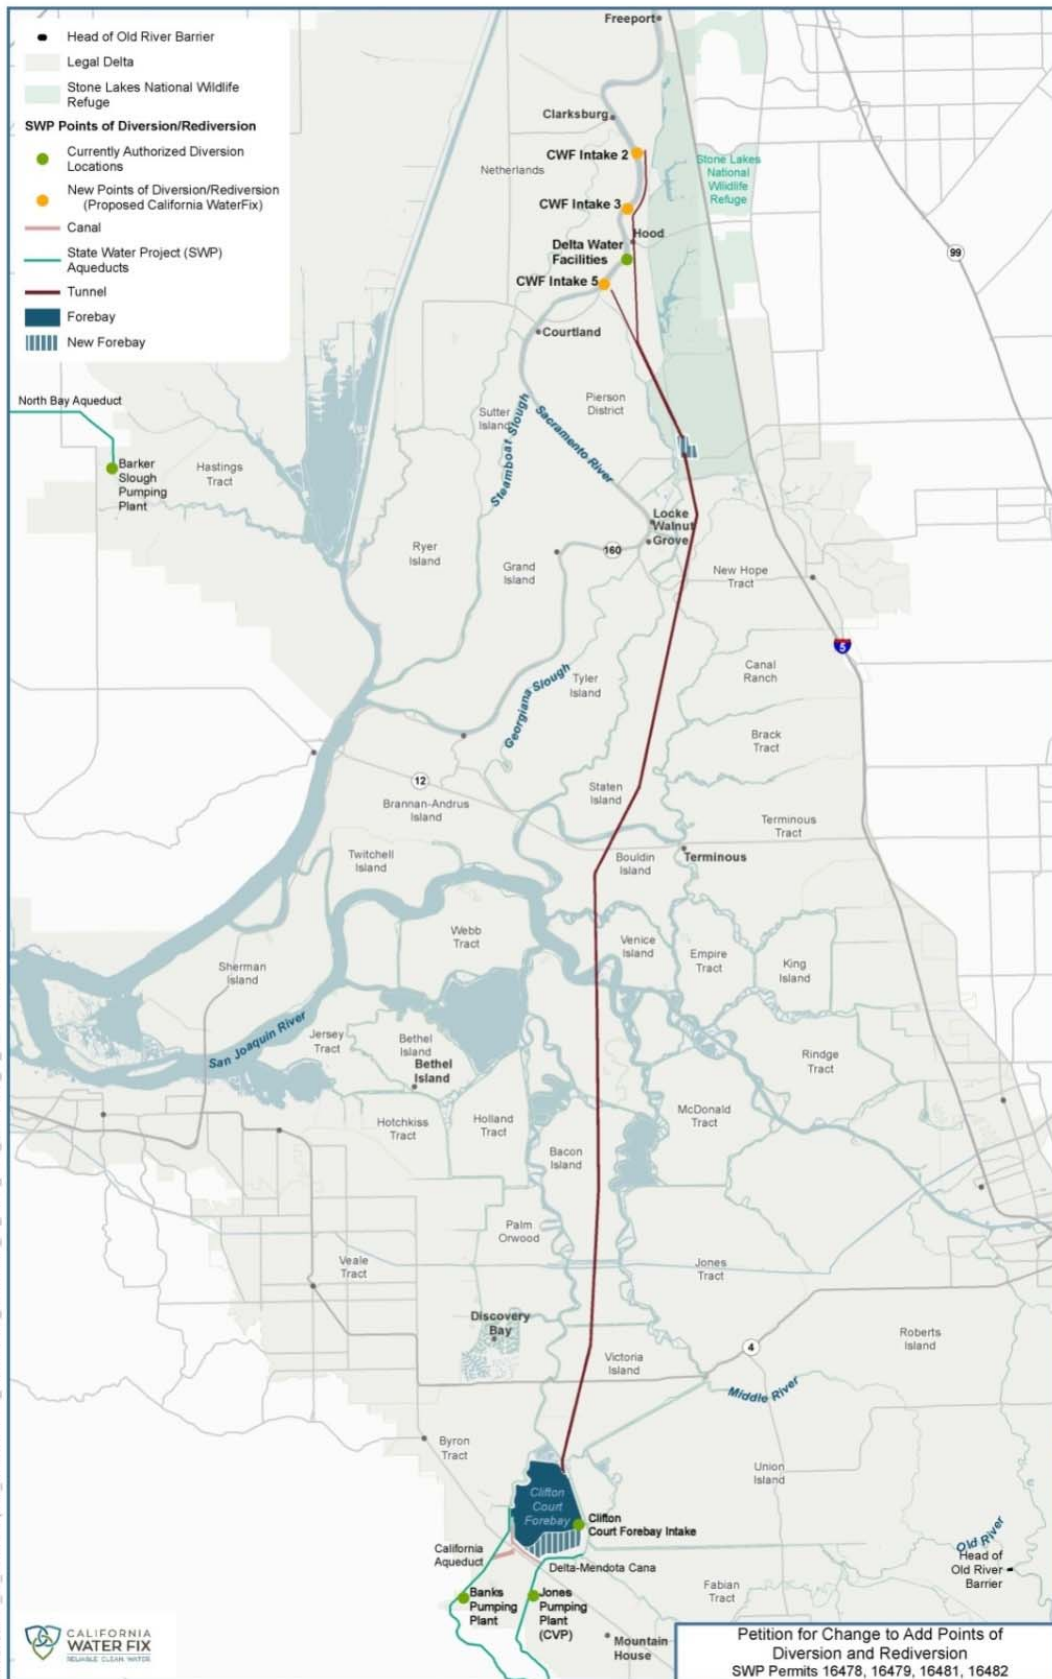 Head of Old River Barrier
Legal Delta
Stone Lakes National Wildlife
Refuge
SWP Points of Diversion/Rediversion
Currently Authorized Diversion
Locations
New Points of Diversion/Rediversion
(Proposed California WaterFix)
Canal
State Water Project (SWP)
Aqueducts
Tunnel
Forebay
New Forebay
Freeport
Clarksburg
CWF Intake 2
Netherlands
Stone Lakes
National
Wildlife
Refuge
CWF Intake 3
Hood
Delta Water
Facilities
99
CWF Intake 5
Courtland
North Bay Aqueduct
Pierson
District
Sutter
Island
Steamboat Slough
Sacramento River
Barker
Slough
Pumping
Plant
Hastings
Tract
Locke
Walnut
Grove
160
Ryer
Island
Grand
Island
New Hope
Tract
5
Canal
Ranch
Tyler
Island
Georgiana Slough
Brack
Tract
12
Staten
Island
Brannan-Andrus
Island
Terminous
Tract
Twitchell
Island
Bouldin
Island
Terminous
Webb
Tract
Venice
Island
Empire
Tract
King
Island
Sherman
Island
San Joaquin River
Jersey
Tract
Bethel
Island
Bethel
Island
Rindge
Tract
Hotchkiss
Tract
Holland
Tract
McDonald
Tract
Bacon
Island
Palm
Orwood
Veale
Tract
Jones
Tract
Discovery
Bay
Roberts
Island
4
Victoria
Island
Middle River
Byron
Tract
Union
Island
Clifton
Court
Forebay
Clifton
Court Forebay Intake
Old River
Head of
Old River
Barrier
California
Aqueduct
Delta-Mendota Cana
Banks
Pumping
Plant
Jones
Pumping
Plant
(CVP)
Fabian
Tract
Mountain
House
CALIFORNIA
WATER FIX
RELIABLE CLEAN WATER
Petition for Change to Add Points of
Diversion and Rediversion
SWP Permits 16478, 16479, 16481, 16482